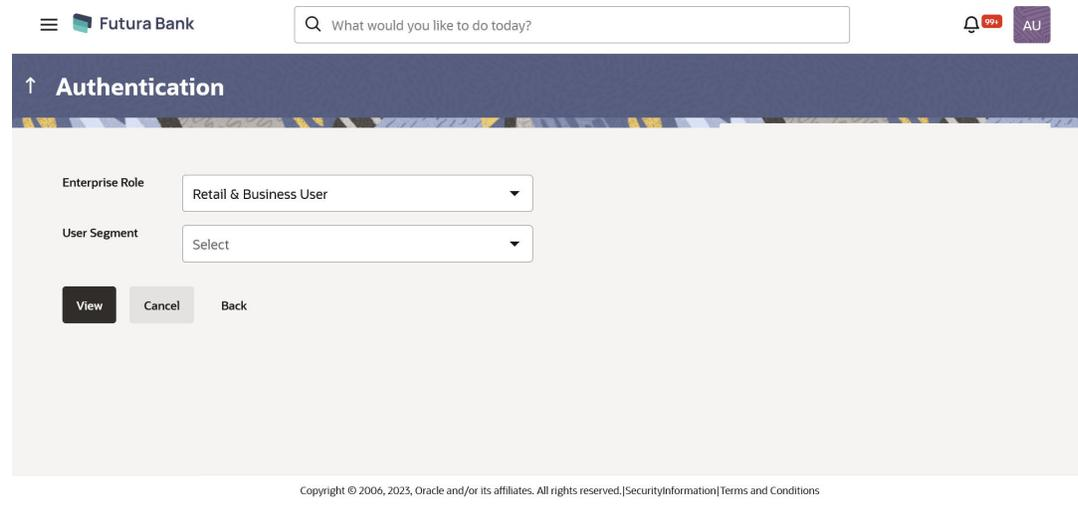 Futura Bank
What would you like to do today?
99+
AU
Authentication
Enterprise Role
Retail & Business User
User Segment
Select
View
Cancel
Back
Copyright © 2006, 2023, Oracle and/or its affiliates. All rights reserved.|SecurityInformation|Terms and Conditions